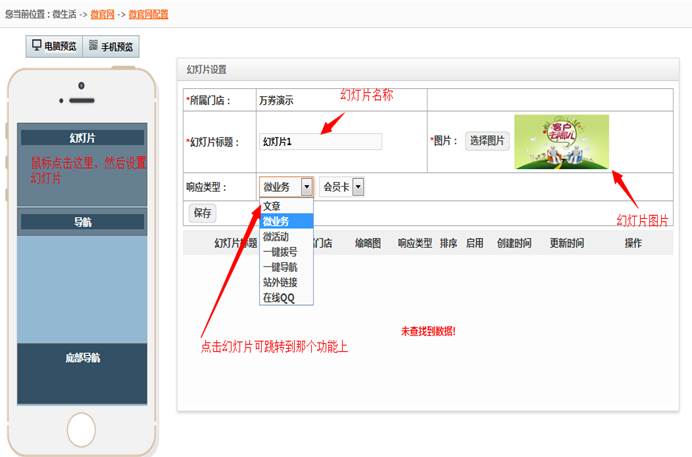 您当前位置：微生活 -> 微官网 -> 微官网配置
电脑预览 手机预览
幻灯片
鼠标点击这里，然后设置
幻灯片
导航
底部导航
幻灯片设置
*所属门店： 万券演示
幻灯片名称
*幻灯片标题： 幻灯片1
*图片： 选择图片
客户
去哪儿
幻灯片图片
响应类型： 微业务 会员卡
文章
微业务
微活动
一键拨号
一键导航
站外链接
在线QQ
保存
幻灯片标题 门店 缩略图 响应类型 排序 启用 创建时间 更新时间 操作
未查找到数据!
点击幻灯片可跳转到那个功能上